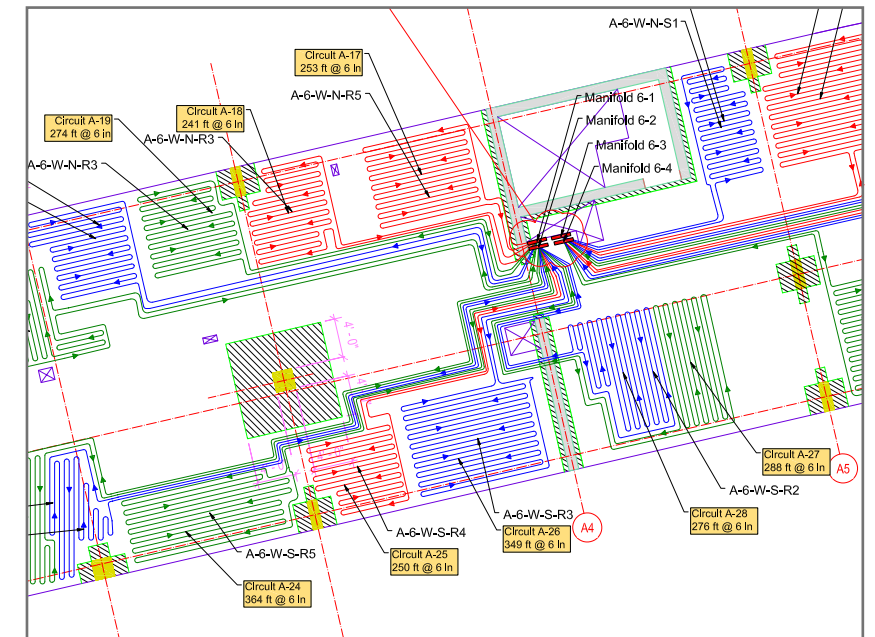 A-6-W-N-S1
Circuit A-17
253 ft @ 6 In
A-6-W-N-R5
Circuit A-18
241 ft @ 6 In
Circuit A-19
274 ft @ 6 in
A-6-W-N-R3
A-6-W-N-R3
Manifold 6-1
Manifold 6-2
Manifold 6-3
Manifold 6-4
4'-0"
Circuit A-27
288 ft @ 6 In
A5
A-6-W-S-R2
Circuit A-28
276 ft @ 6 In
A-6-W-S-R3
A4
Circuit A-26
349 ft @ 6 In
A-6-W-S-R4
Circuit A-25
250 ft @ 6 In
A-6-W-S-R5
Circuit A-24
364 ft @ 6 In